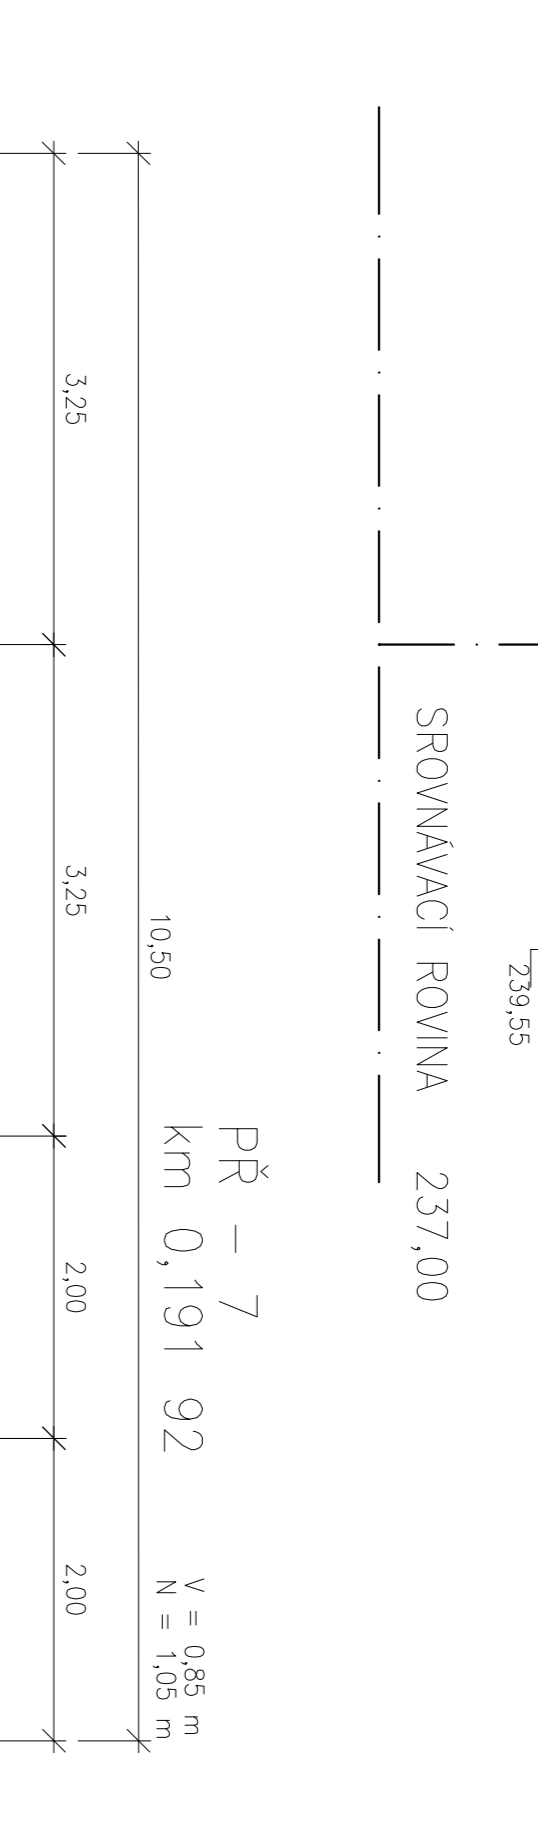 239,55
SROVNÁVACÍ ROVINA 237,00
PŘ - 7
km 0,191 92
V = 0,85 m
N = 1,05 m
10,50
3,25
3,25
2,00
2,00